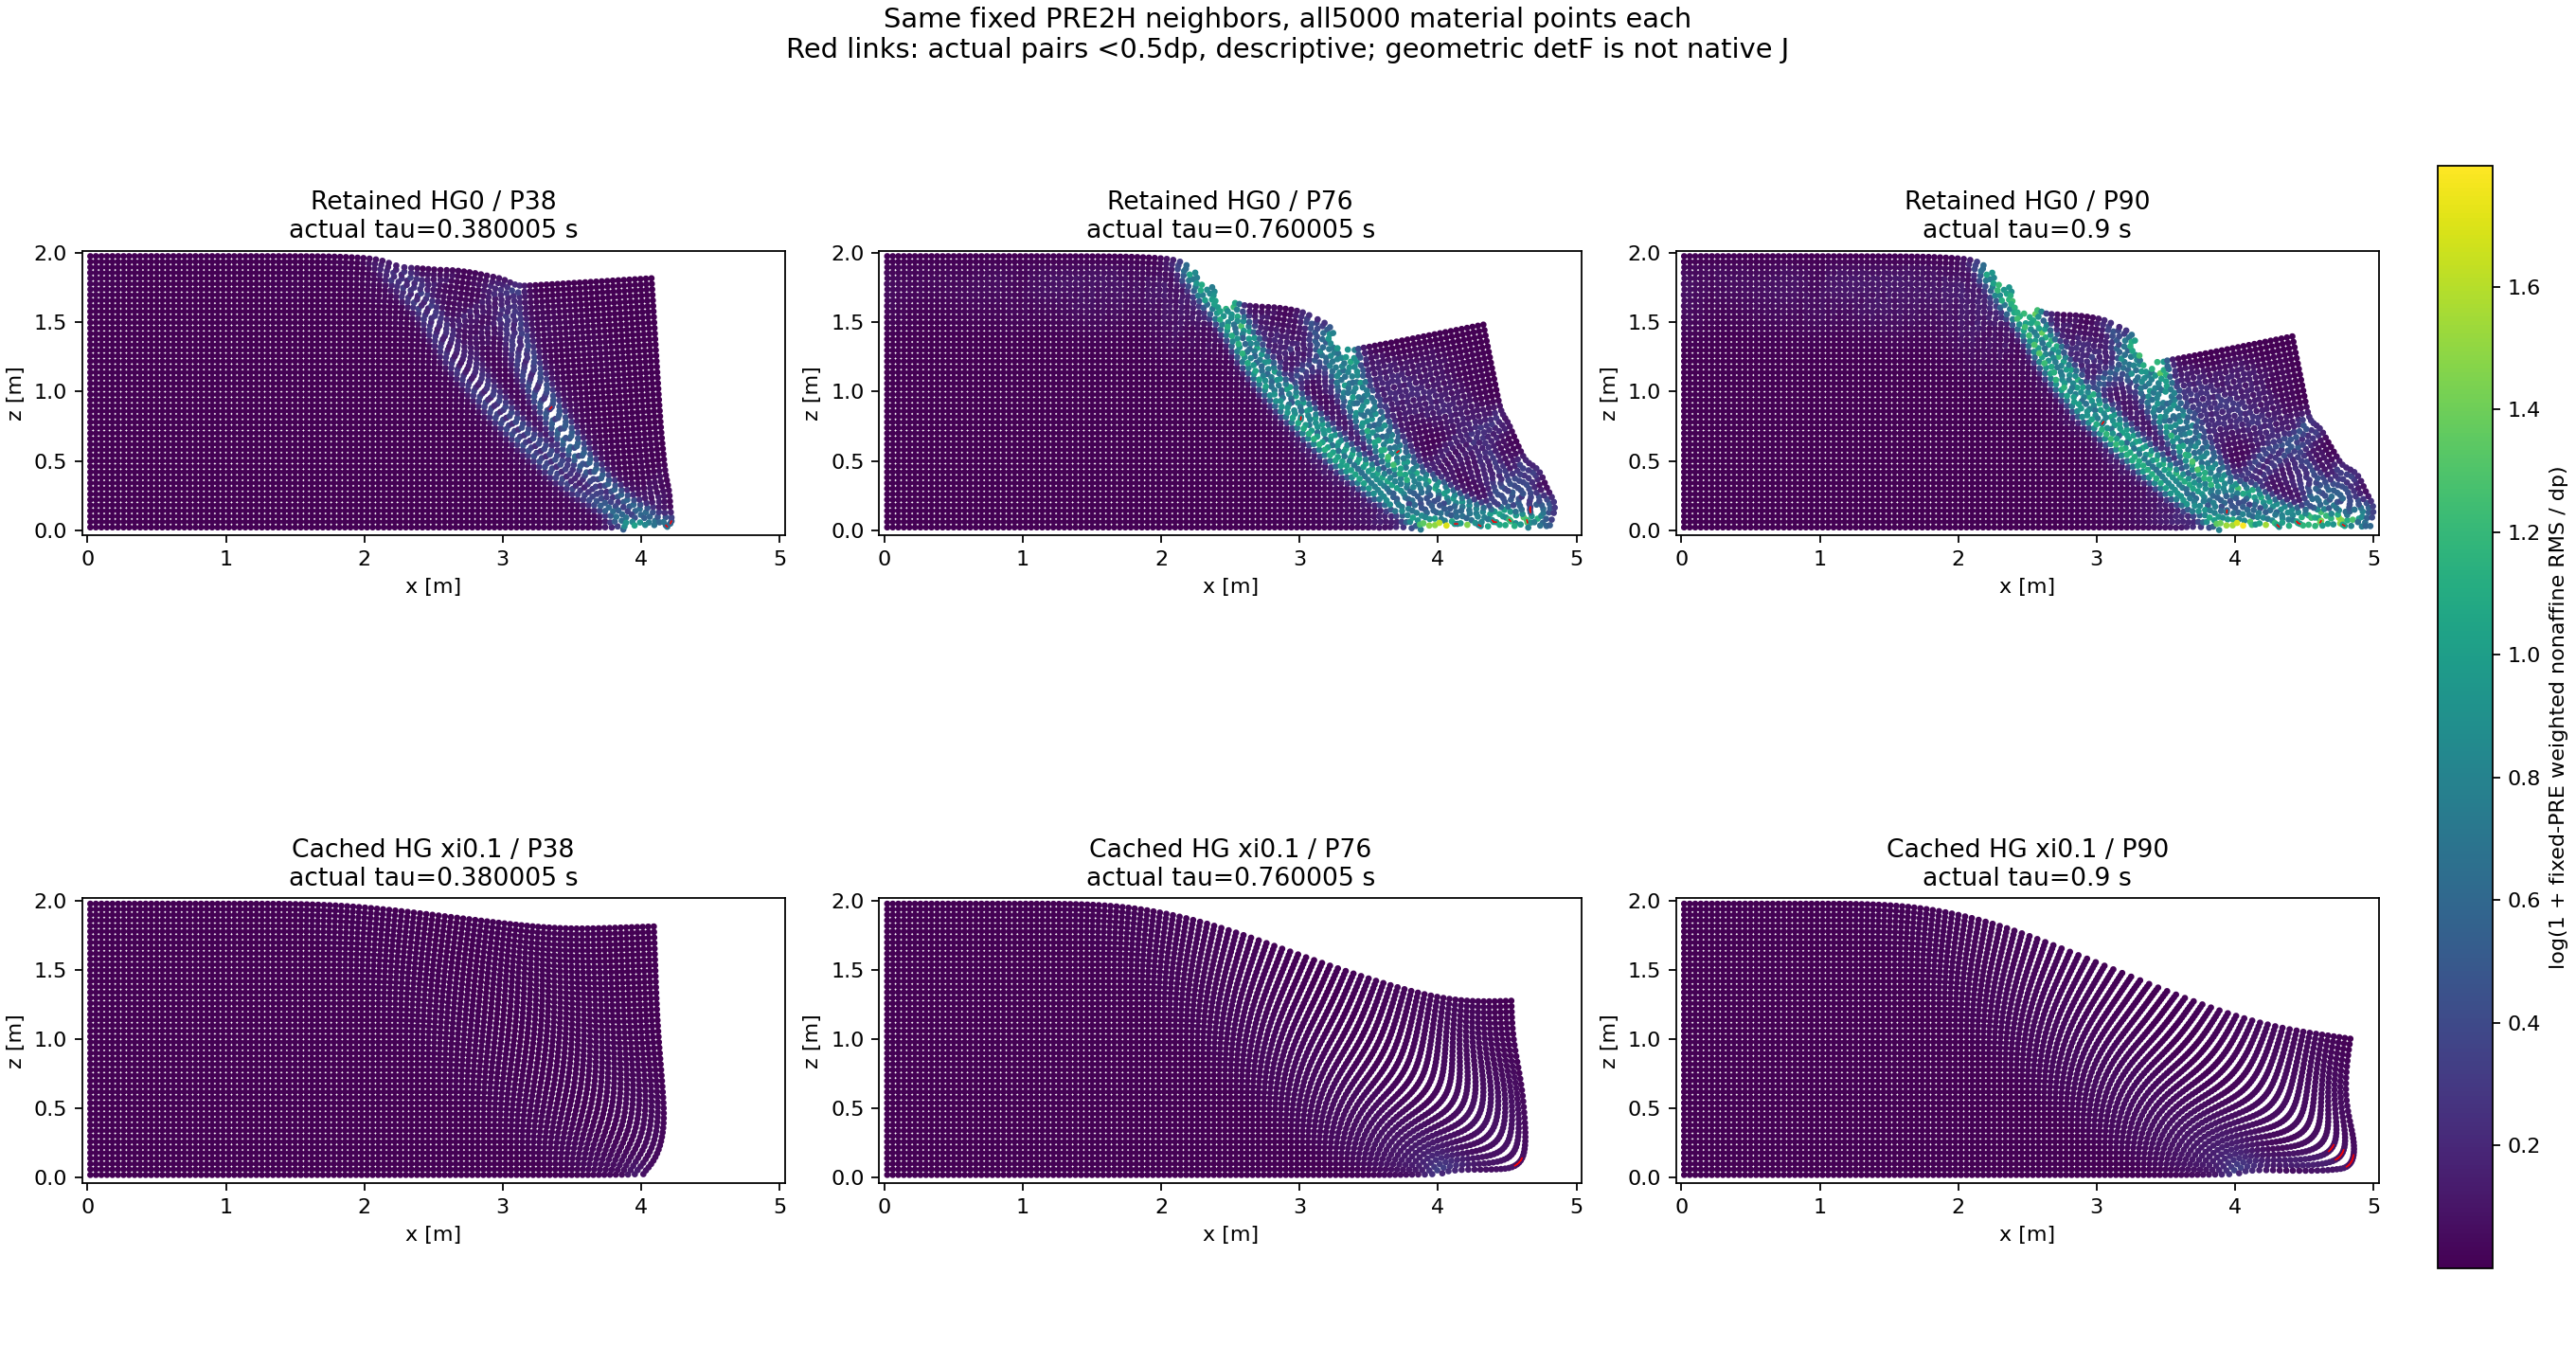 Same fixed PRE2H neighbors, all5000 material points each
Red links: actual pairs <0.5dp, descriptive; geometric detF is not native J
Retained HG0 / P38
actual tau=0.380005 s
2.0
1.5
1.0
0.5
0.0
z [m]
0 1 2 3 4 5
x [m]
Retained HG0 / P76
actual tau=0.760005 s
2.0
1.5
1.0
0.5
0.0
z [m]
0 1 2 3 4 5
x [m]
Retained HG0 / P90
actual tau=0.9 s
2.0
1.5
1.0
0.5
0.0
z [m]
0 1 2 3 4 5
x [m]
Cached HG xi0.1 / P38
actual tau=0.380005 s
2.0
1.5
1.0
0.5
0.0
z [m]
0 1 2 3 4 5
x [m]
Cached HG xi0.1 / P76
actual tau=0.760005 s
2.0
1.5
1.0
0.5
0.0
z [m]
0 1 2 3 4 5
x [m]
Cached HG xi0.1 / P90
actual tau=0.9 s
2.0
1.5
1.0
0.5
0.0
z [m]
0 1 2 3 4 5
x [m]
1.6
1.4
1.2
1.0
0.8
0.6
0.4
0.2
log(1 + fixed-PRE weighted nonaffine RMS / dp)